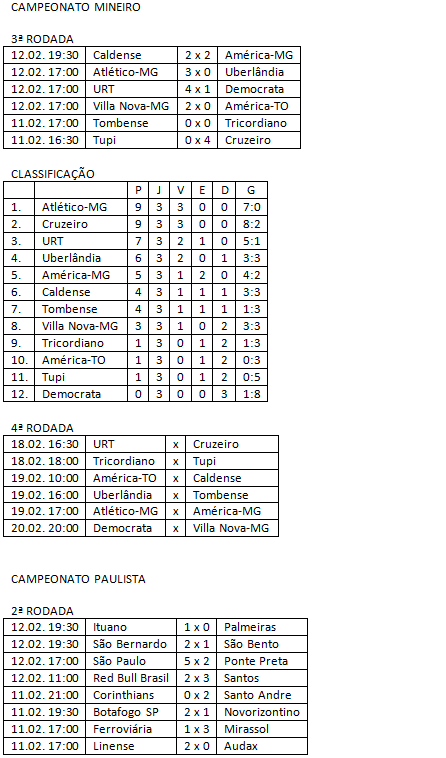 CAMPEONATO MINEIRO
3ª RODADA
12.02. 19:30 Caldense 2 x 2 América-MG
12.02. 17:00 Atlético-MG 3 x 0 Uberlândia
12.02. 17:00 URT 4 x 1 Democrata
12.02. 17:00 Villa Nova-MG 2 x 0 América-TO
11.02. 17:00 Tombense 0 x 0 Tricordiano
11.02. 16:30 Tupi 0 x 4 Cruzeiro
CLASSIFICAÇÃO
P J V E D G
1. Atlético-MG 9 3 3 0 0 7:0
2. Cruzeiro 9 3 3 0 0 8:2
3. URT 7 3 2 1 0 5:1
4. Uberlândia 6 3 2 0 1 3:3
5. América-MG 5 3 1 2 0 4:2
6. Caldense 4 3 1 1 1 3:3
7. Tombense 4 3 1 1 1 1:3
8. Villa Nova-MG 3 3 1 0 2 3:3
9. Tricordiano 1 3 0 1 2 1:3
10. América-TO 1 3 0 1 2 0:3
11. Tupi 1 3 0 1 2 0:5
12. Democrata 0 3 0 0 3 1:8
4ª RODADA
18.02. 16:30 URT x Cruzeiro
18.02. 18:00 Tricordiano x Tupi
19.02. 10:00 América-TO x Caldense
19.02. 16:00 Uberlândia x Tombense
19.02. 17:00 Atlético-MG x América-MG
20.02. 20:00 Democrata x Villa Nova-MG
CAMPEONATO PAULISTA
2ª RODADA
12.02. 19:30 Ituano 1 x 0 Palmeiras
12.02. 19:30 São Bernardo 2 x 1 São Bento
12.02. 17:00 São Paulo 5 x 2 Ponte Preta
12.02. 11:00 Red Bull Brasil 2 x 3 Santos
11.02. 21:00 Corinthians 0 x 2 Santo Andre
11.02. 19:30 Botafogo SP 2 x 1 Novorizontino
11.02. 17:00 Ferroviária 1 x 3 Mirassol
11.02. 17:00 Linense 2 x 0 Audax